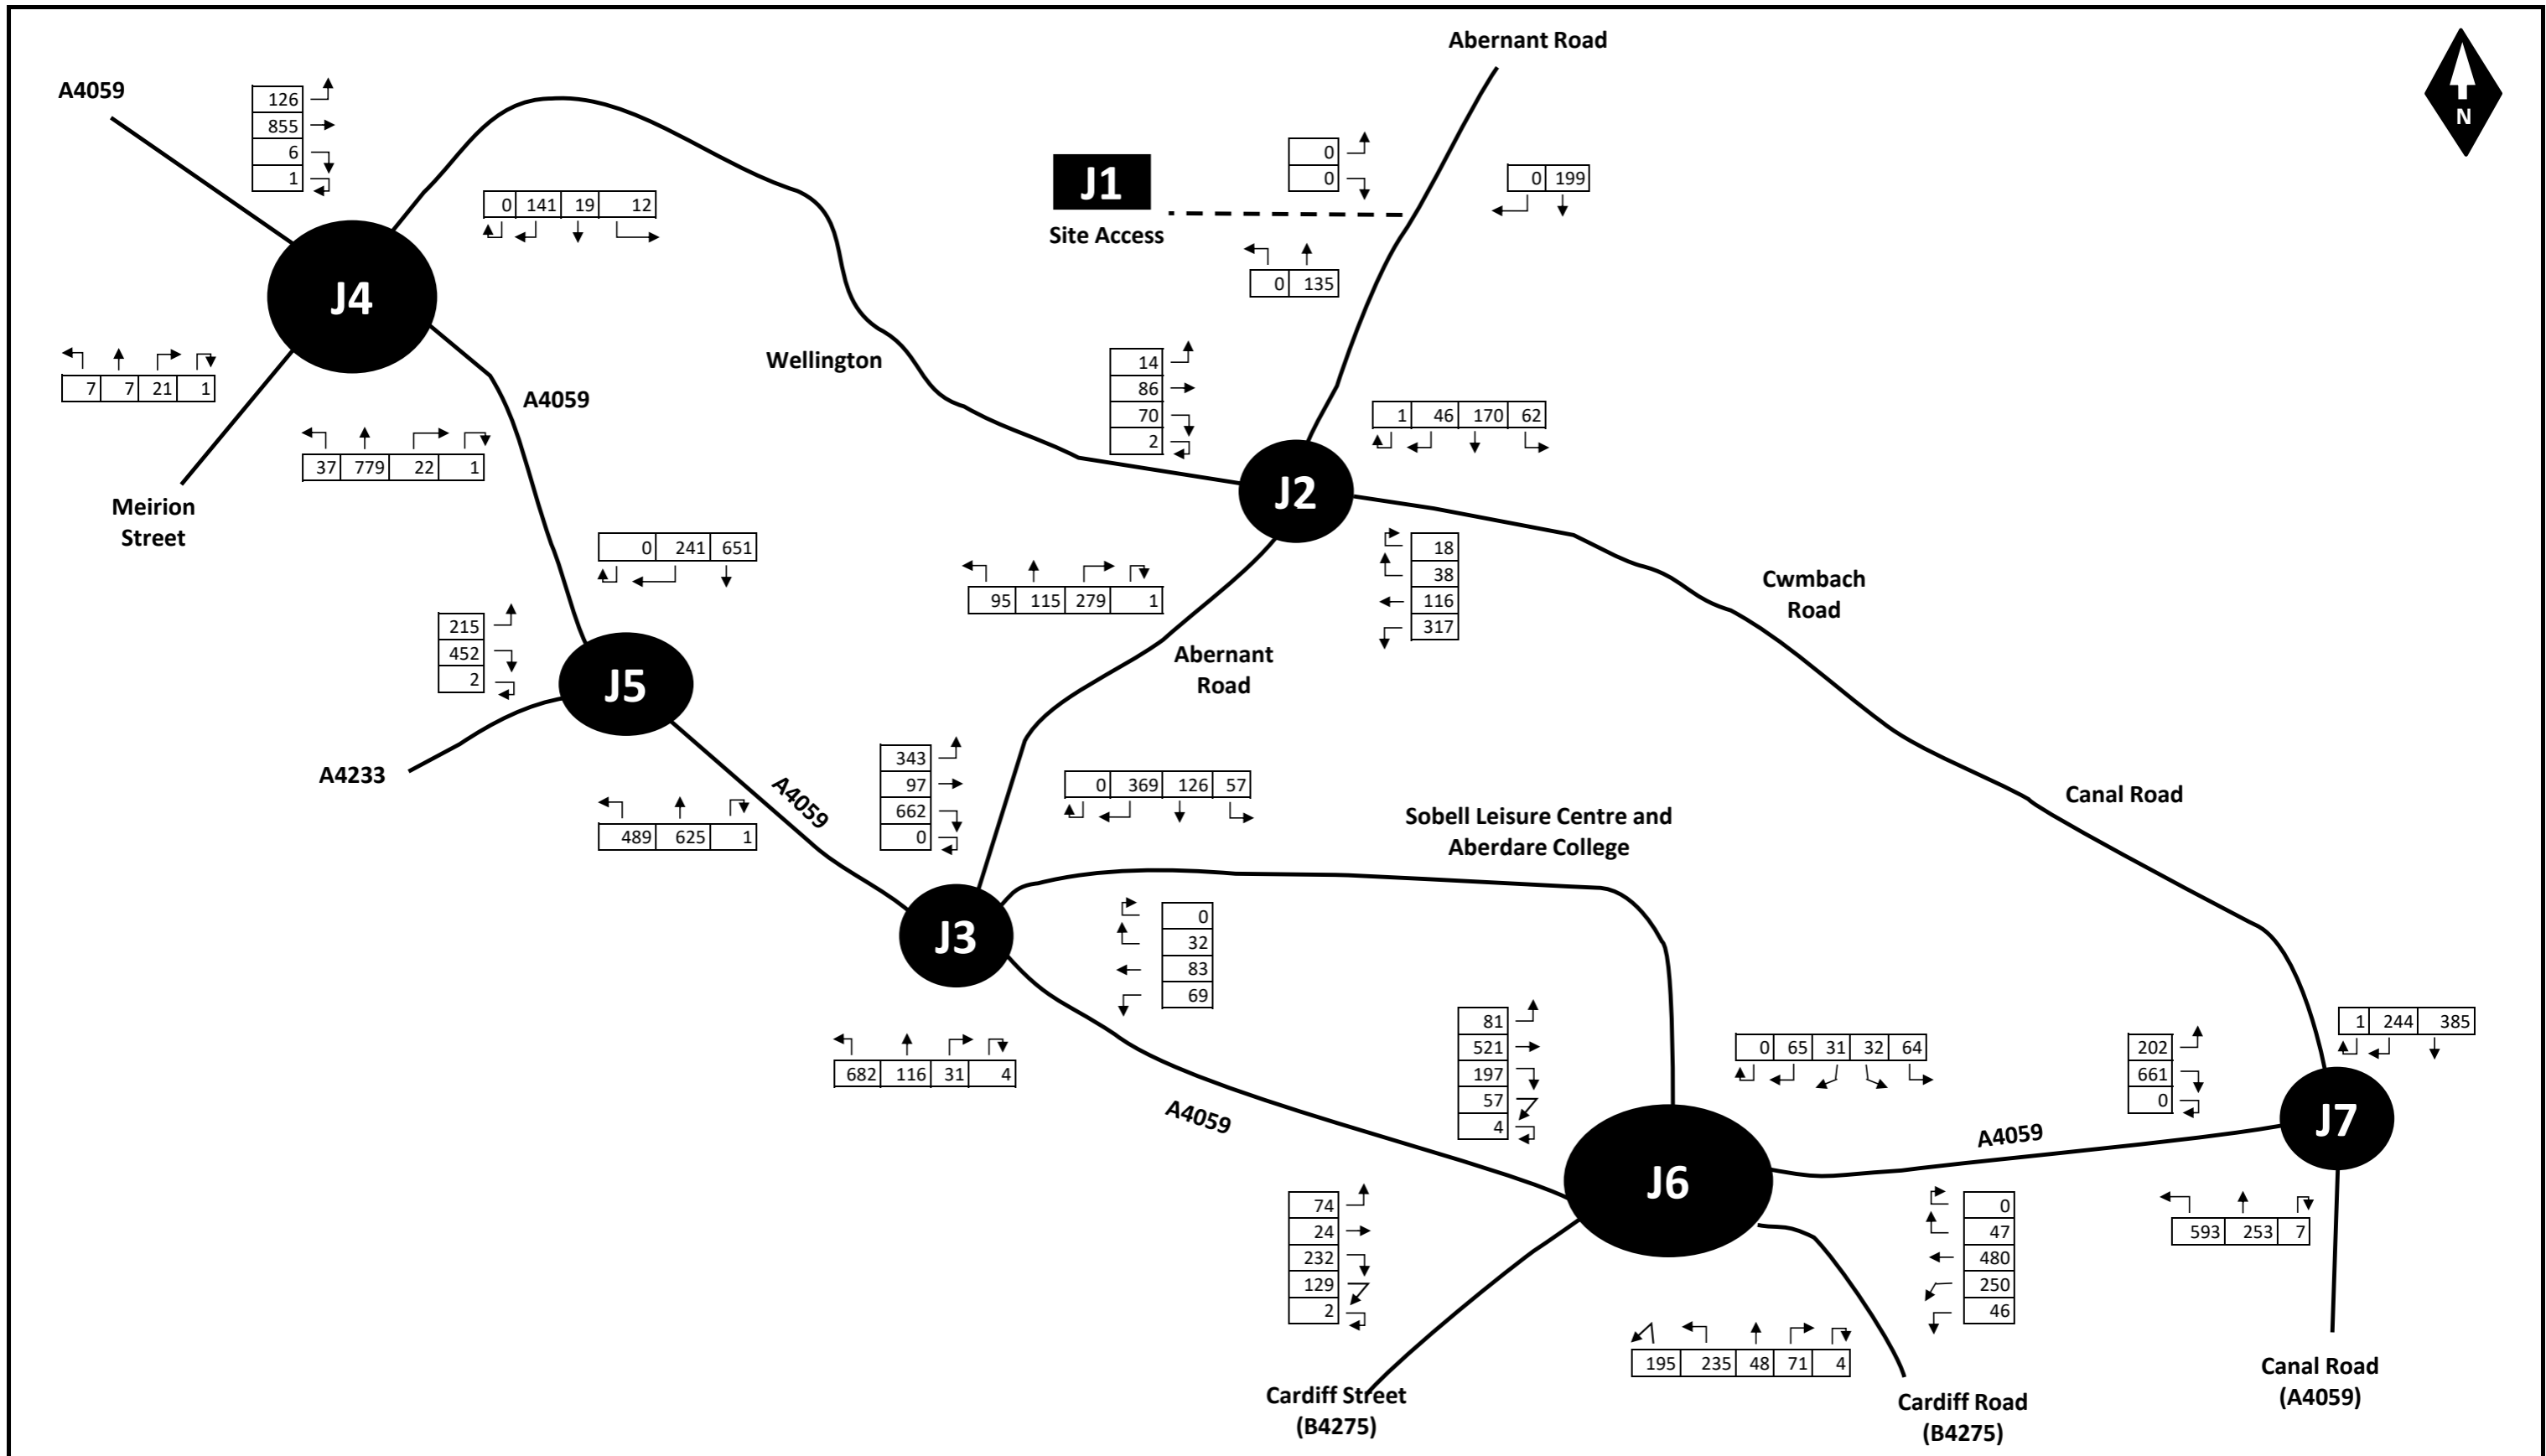 Abernant Road
A4059
N
126
855
6
1
J1
Site Access
0
0
0 199
0 141 19 12
0 135
J4
Wellington
14
86
70
2
7 7 21 1
A4059
1 46 170 62
37 779 22 1
J2
Meirion
Street
0 241 651
18
38
116
317
95 115 279 1
Cwmbach
Road
215
452
2
J5
Abernant
Road
A4233
A4059
343
97
662
0
0 369 126 57
489 625 1
Canal Road
Sobell Leisure Centre and
Aberdare College
J3
0
32
83
69
682 116 31 4
A4059
81
521
197
57
4
0 65 31 32 64
202
661
0
1 244 385
J7
A4059
J6
74
24
232
129
2
0
47
480
250
46
593 253 7
195 235 48 71 4
Cardiff Street
(B4275)
Cardiff Road
(B4275)
Canal Road
(A4059)